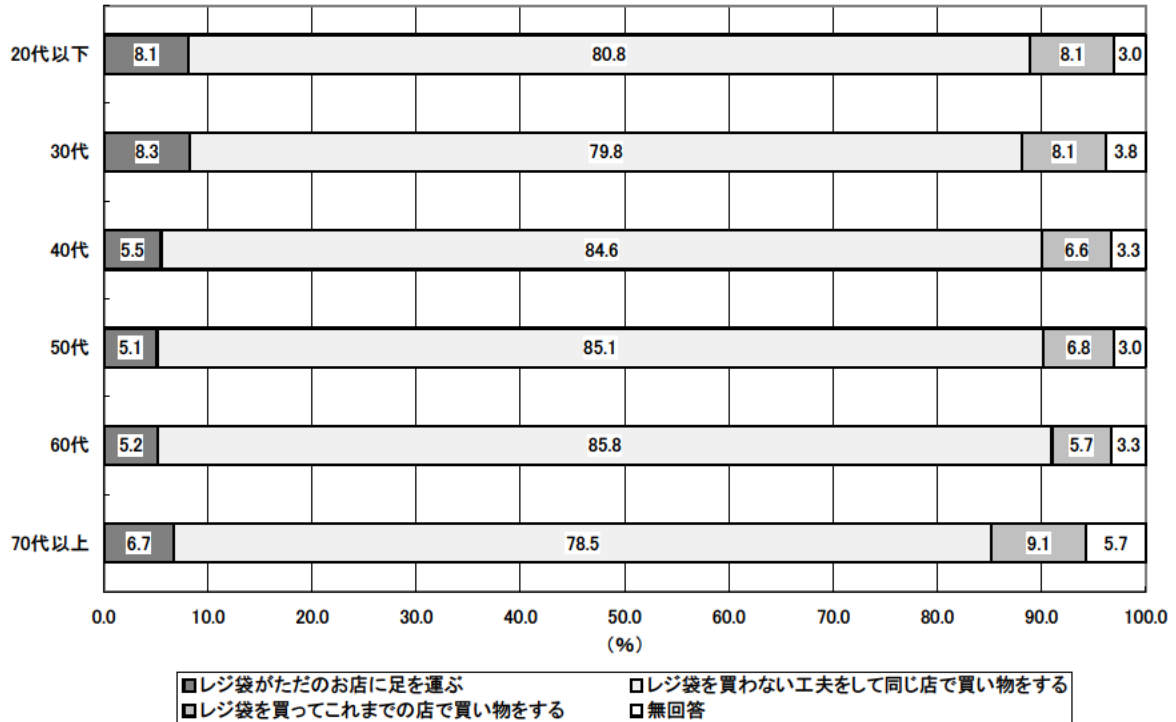 20代以下 8.1 80.8 8.1 3.0
30代 8.3 79.8 8.1 3.8
40代 5.5 84.6 6.6 3.3
50代 5.1 85.1 6.8 3.0
60代 5.2 85.8 5.7 3.3
70代以上 6.7 78.5 9.1 5.7
0.0 10.0 20.0 30.0 40.0 50.0 60.0 70.0 80.0 90.0 100.0
(%)
レジ袋がただのお店に足を運ぶ レジ袋を買わない工夫をして同じ店で買い物をする
レジ袋を買ってこれまでの店で買い物をする 無回答